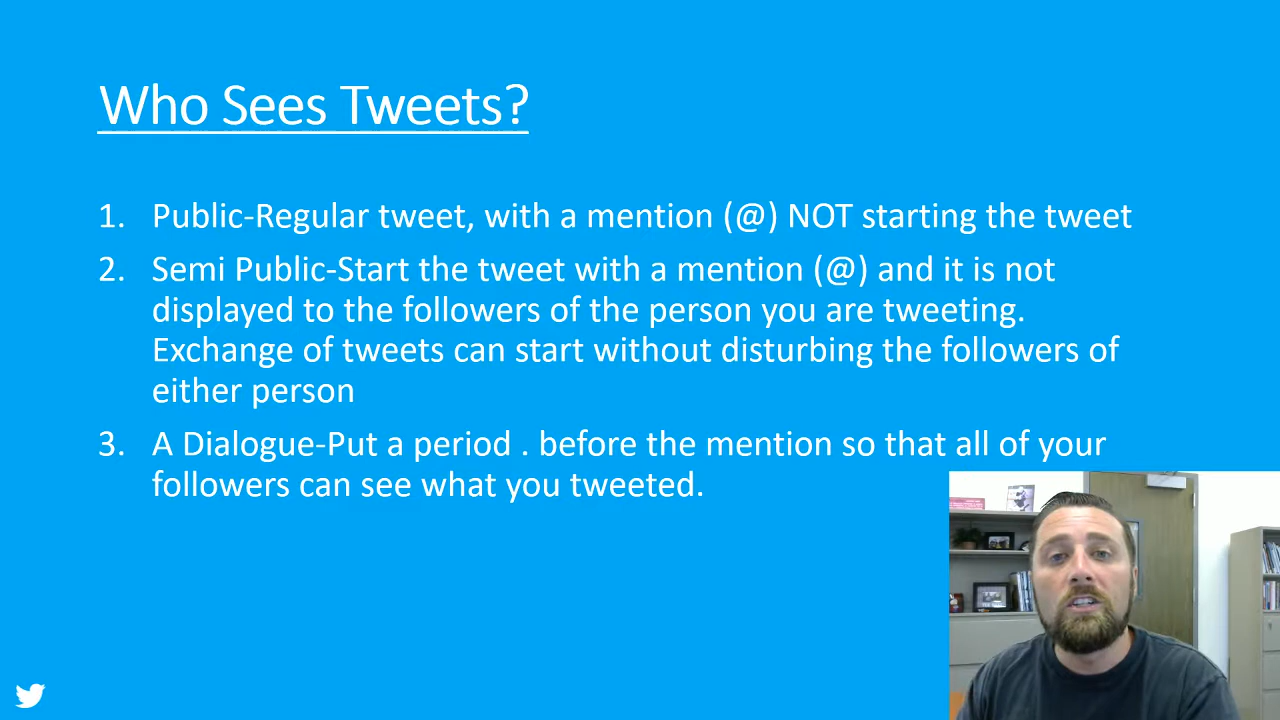 Who Sees Tweets?
1. Public-Regular tweet, with a mention (@) NOT starting the tweet
2. Semi Public-Start the tweet with a mention (@) and it is not
displayed to the followers of the person you are tweeting.
Exchange of tweets can start without disturbing the followers of
either person
3. A Dialogue-Put a period . before the mention so that all of your
followers can see what you tweeted.